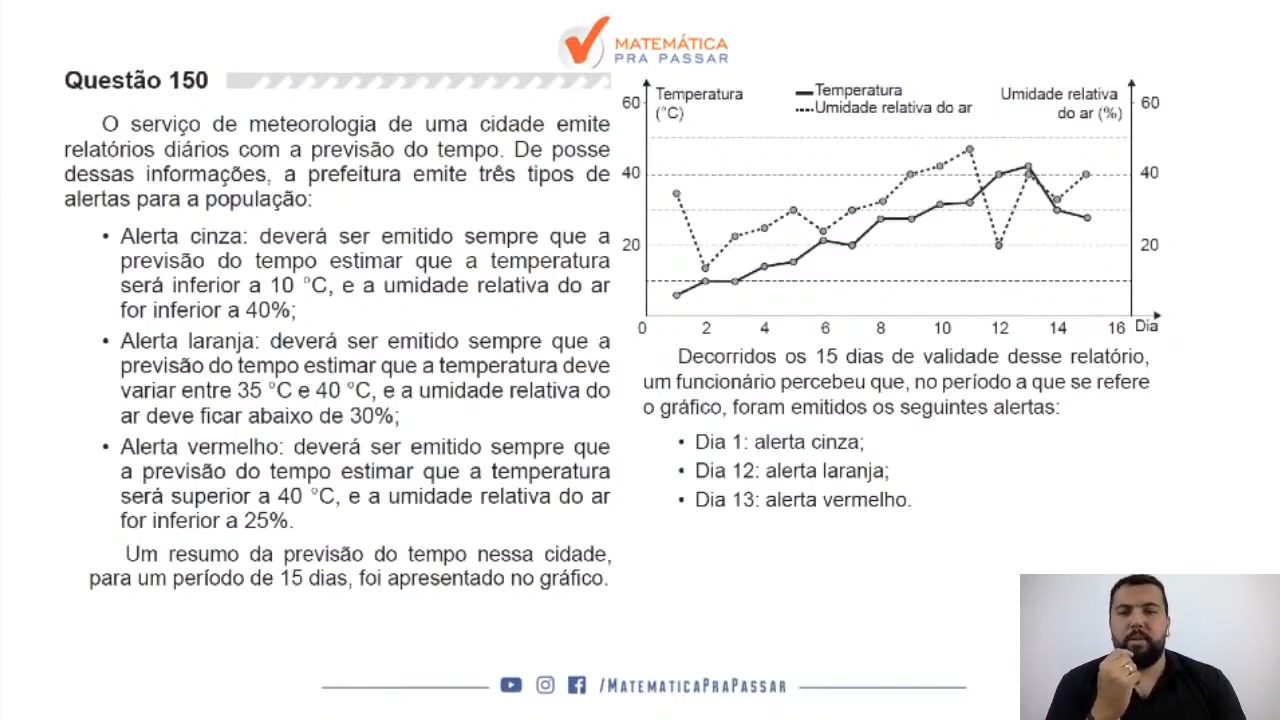 MATEMÁTICA
PRA PASSAR
Questão 150
O serviço de meteorologia de uma cidade emite
relatórios diários com a previsão do tempo. De posse
dessas informações, a prefeitura emite três tipos de
alertas para a população:
• Alerta cinza: deverá ser emitido sempre que a
previsão do tempo estimar que a temperatura
será inferior a 10 °C, e a umidade relativa do ar
for inferior a 40%;
• Alerta laranja: deverá ser emitido sempre que a
previsão do tempo estimar que a temperatura deve
variar entre 35 °C e 40 °C, e a umidade relativa do
ar deve ficar abaixo de 30%;
• Alerta vermelho: deverá ser emitido sempre que
a previsão do tempo estimar que a temperatura
será superior a 40 °C, e a umidade relativa do ar
for inferior a 25%.
Um resumo da previsão do tempo nessa cidade,
para um período de 15 dias, foi apresentado no gráfico.
Temperatura
(°C)
Temperatura
Umidade relativa do ar
Umidade relativa
do ar (%)
60
40
20
60
40
20
0 2 4 6 8 10 12 14 16 Dia
Decorridos os 15 dias de validade desse relatório,
um funcionário percebeu que, no período a que se refere
o gráfico, foram emitidos os seguintes alertas:
• Dia 1: alerta cinza;
• Dia 12: alerta laranja;
• Dia 13: alerta vermelho.
/MATEMATICAPRAPASSAR